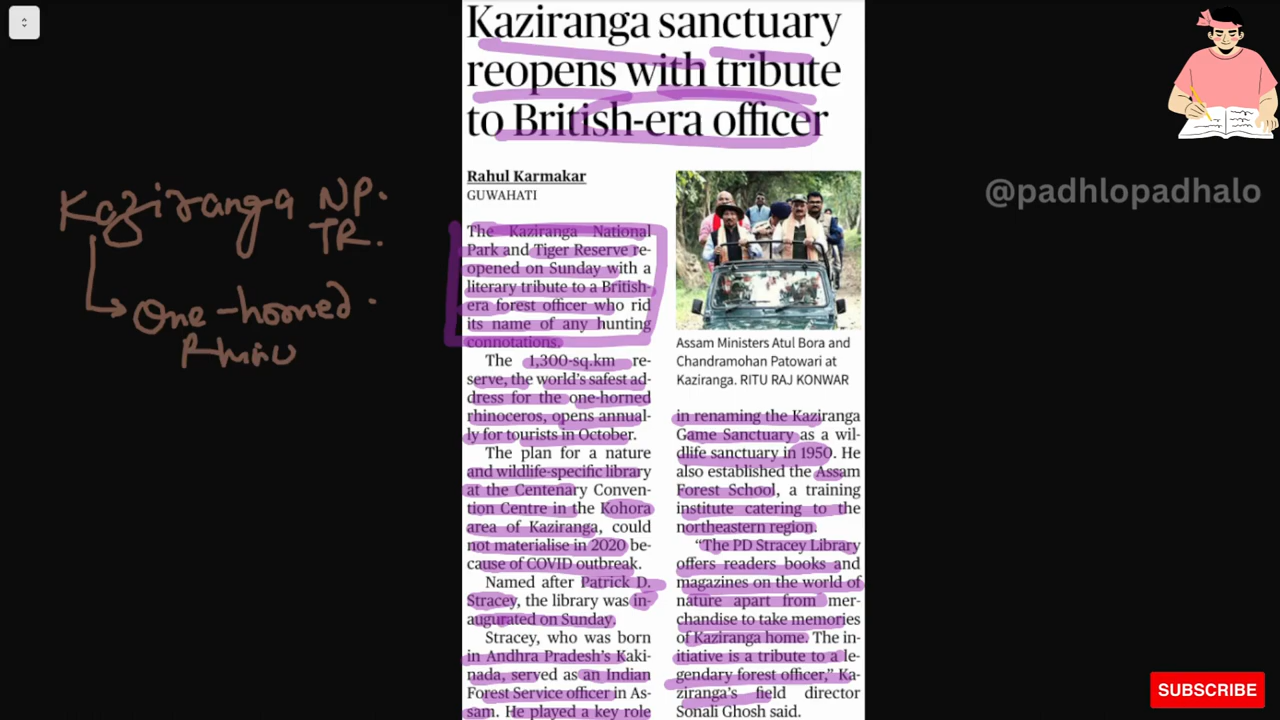 Kaziranga sanctuary
reopens with tribute
to British-era officer
Rahul Karmakar
GUWAHATI
The Kaziranga National
Park and Tiger Reserve re-
opened on Sunday with a
literary tribute to a British-
era forest officer who rid
its name of any hunting
connotations.
The 1,300-sq.km re-
serve, the world's safest ad-
dress for the one-horned
rhinoceros, opens annual-
ly for tourists in October.
The plan for a nature
and wildlife-specific library
at the Centenary Conven-
tion Centre in the Kohora
area of Kaziranga, could
not materialise in 2020 be-
cause of COVID outbreak.
Named after Patrick D.
Stracey, the library was in-
augurated on Sunday.
Stracey, who was born
in Andhra Pradesh's Kaki-
nada, served as an Indian
Forest Service officer in As-
sam. He played a key role
Assam Ministers Atul Bora and
Chandramohan Patowari at
Kaziranga. RITU RAJ KONWAR
in renaming the Kaziranga
Game Sanctuary as a wil-
dlife sanctuary in 1950. He
also established the Assam
Forest School, a training
institute catering to the
northeastern region.
"The PD Stracey Library
offers readers books and
magazines on the world of
nature apart from mer-
chandise to take memories
of Kaziranga home. The in-
itiative is a tribute to a le-
gendary forest officer," Ka-
ziranga's field director
Sonali Ghosh said.
Kaziranga NP.
TR.
One-horned
Rhino
@padhlopadhalo
SUBSCRIBE